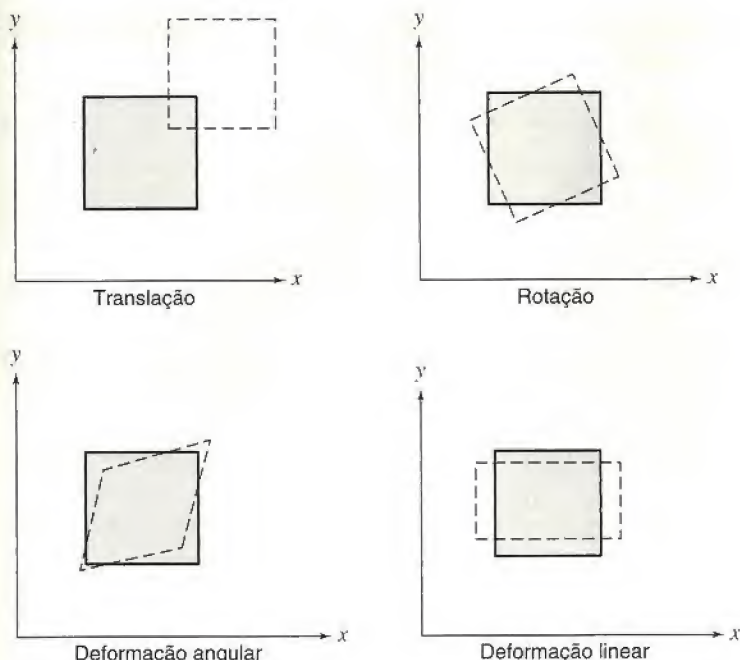 y
x
Translação
y
x
Rotação
y
x
Deformação angular
y
x
Deformação linear